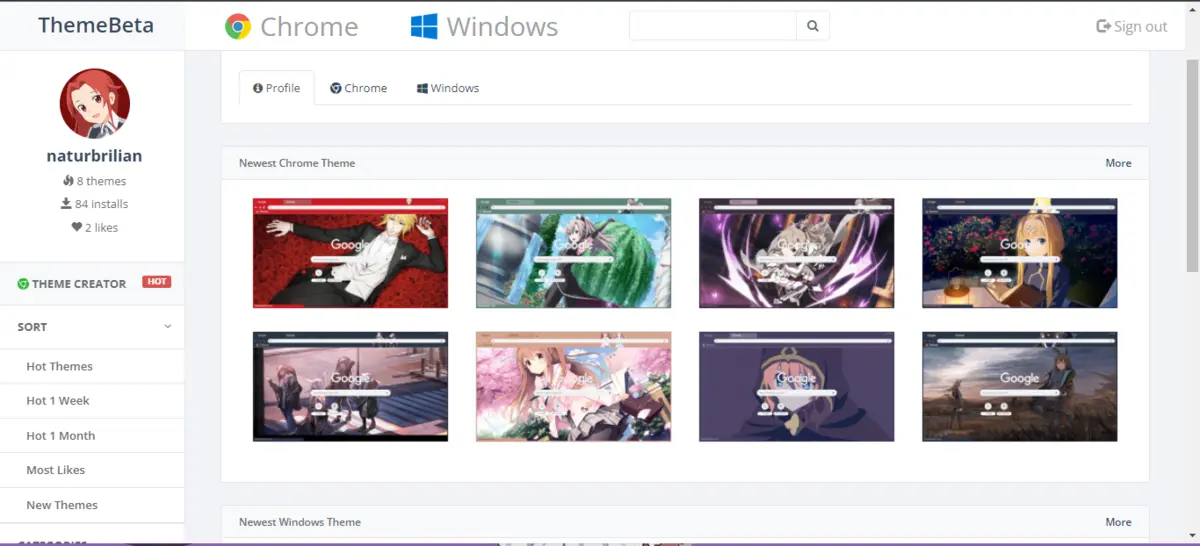 ThemeBeta
Chrome
Windows
Sign out
naturbrilian
8 themes
84 installs
2 likes
THEME CREATOR HOT
SORT
Hot Themes
Hot 1 Week
Hot 1 Month
Most Likes
New Themes
Profile Chrome Windows
Newest Chrome Theme More
Google Google Google Google
Google Google Google Google
Newest Windows Theme More